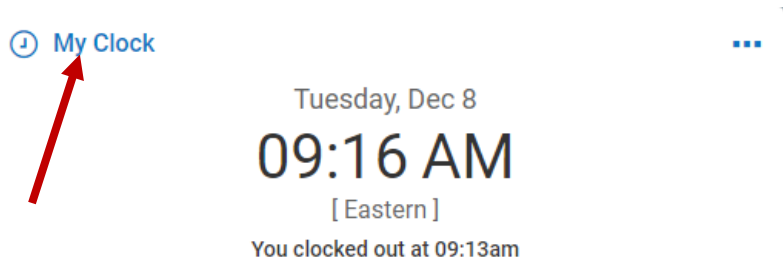 My Clock
Tuesday, Dec 8
09:16 AM
[ Eastern ]
You clocked out at 09:13am